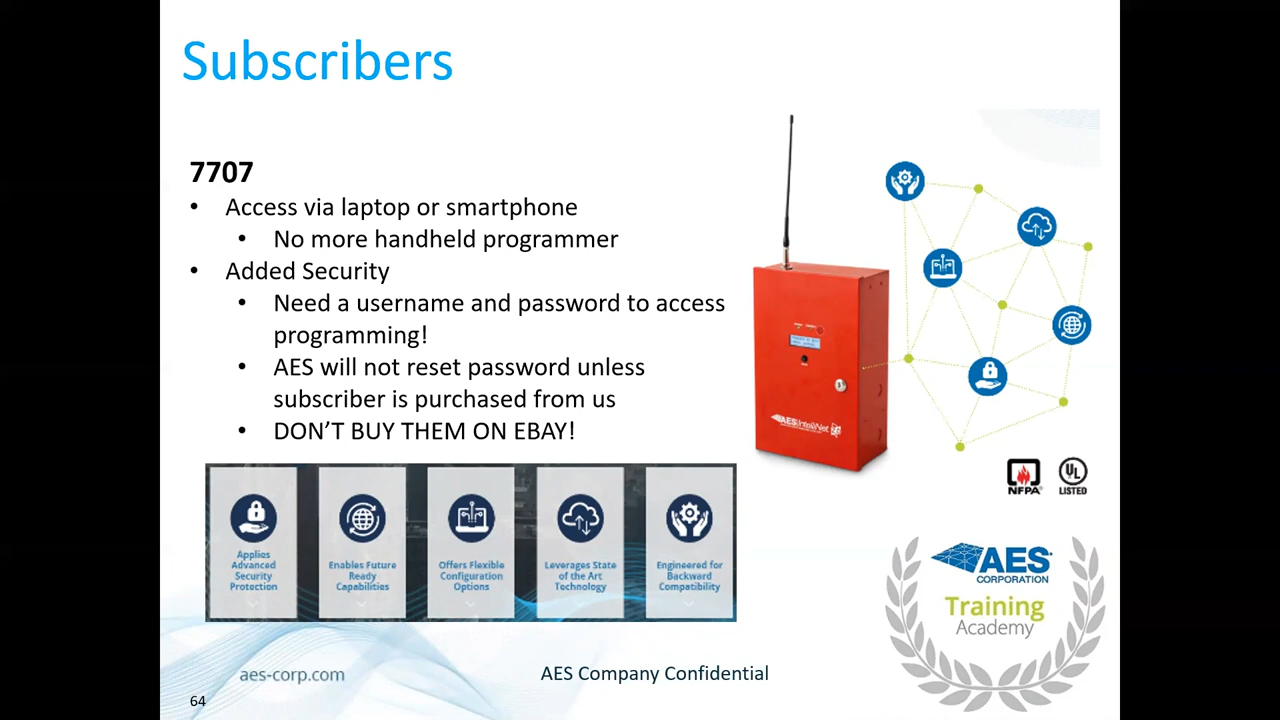 Subscribers
7707
• Access via laptop or smartphone
• No more handheld programmer
• Added Security
• Need a username and password to access
programming!
• AES will not reset password unless
subscriber is purchased from us
• DON'T BUY THEM ON EBAY!
AES IntelliNet
NFPA®
UL
LISTED
Applies
Advanced
Security
Protection
Enables Future
Ready
Capabilities
Offers Flexible
Configuration
Options
Leverages State
of the Art
Technology
Engineered for
Backward
Compatibility
AES
CORPORATION
Training
Academy
aes-corp.com
AES Company Confidential
64